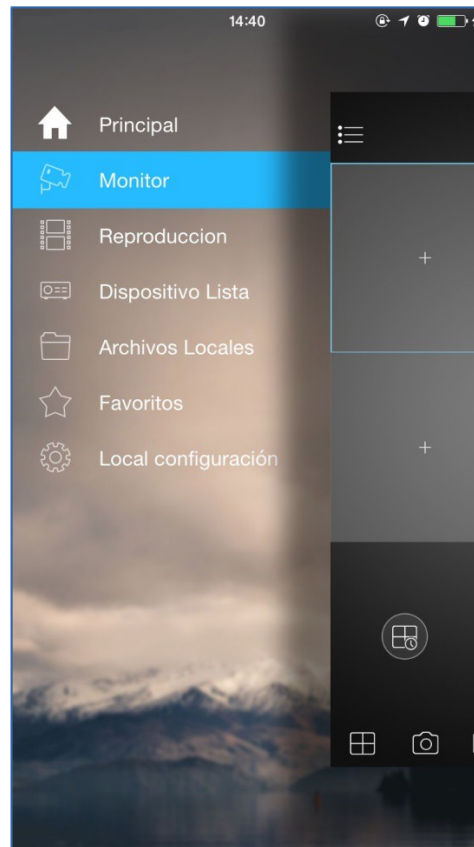 14:40
Principal
Monitor
Reproduccion
Dispositivo Lista
Archivos Locales
Favoritos
Local configuración